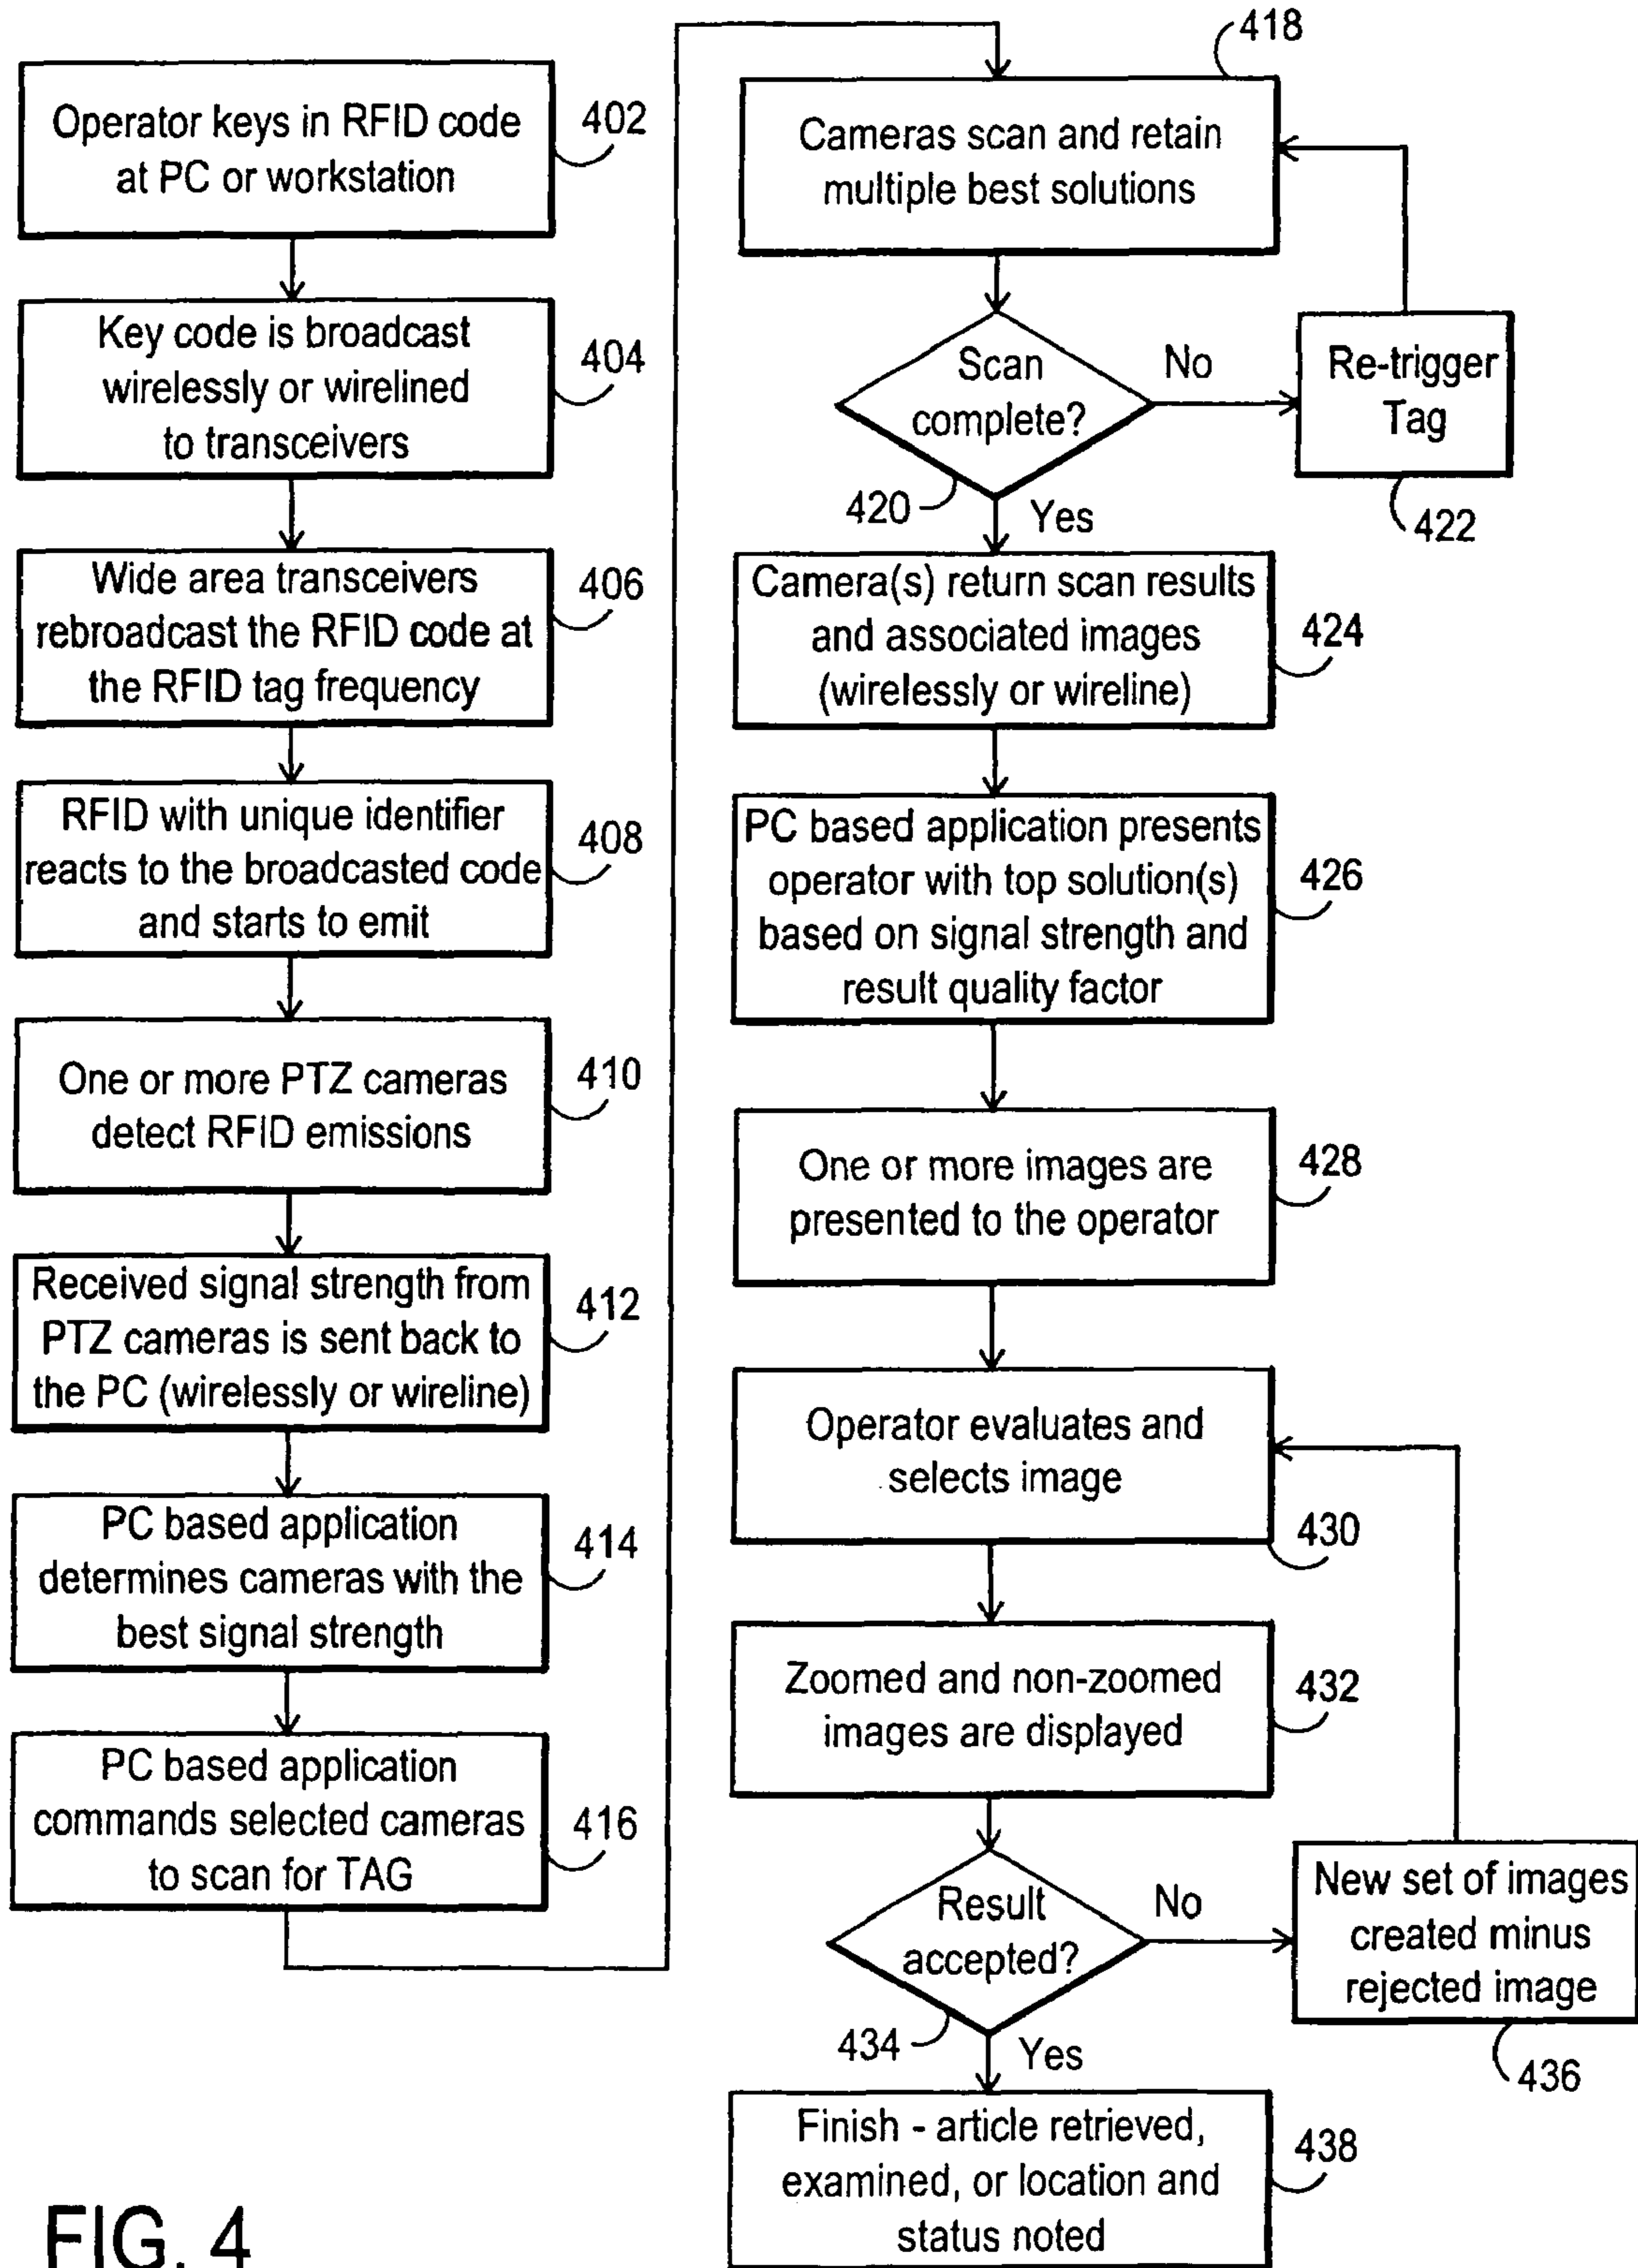 Operator keys in RFID code
at PC or workstation
402
Key code is broadcast
wirelessly or wirelined
to transceivers
404
Wide area transceivers
rebroadcast the RFID code at
the RFID tag frequency
406
RFID with unique identifier
reacts to the broadcasted code
and starts to emit
408
One or more PTZ cameras
detect RFID emissions
410
Received signal strength from
PTZ cameras is sent back to
the PC (wirelessly or wireline)
412
PC based application
determines cameras with the
best signal strength
414
PC based application
commands selected cameras
to scan for TAG
416
418
Cameras scan and retain
multiple best solutions
Scan
complete?
No
420
Yes
Re-trigger
Tag
422
Camera(s) return scan results
and associated images
(wirelessly or wireline)
424
PC based application presents
operator with top solution(s)
based on signal strength and
result quality factor
426
One or more images are
presented to the operator
428
Operator evaluates and
selects image
430
Zoomed and non-zoomed
images are displayed
432
Result
accepted?
No
434
Yes
New set of images
created minus
rejected image
436
Finish - article retrieved,
examined, or location and
status noted
438
FIG. 4